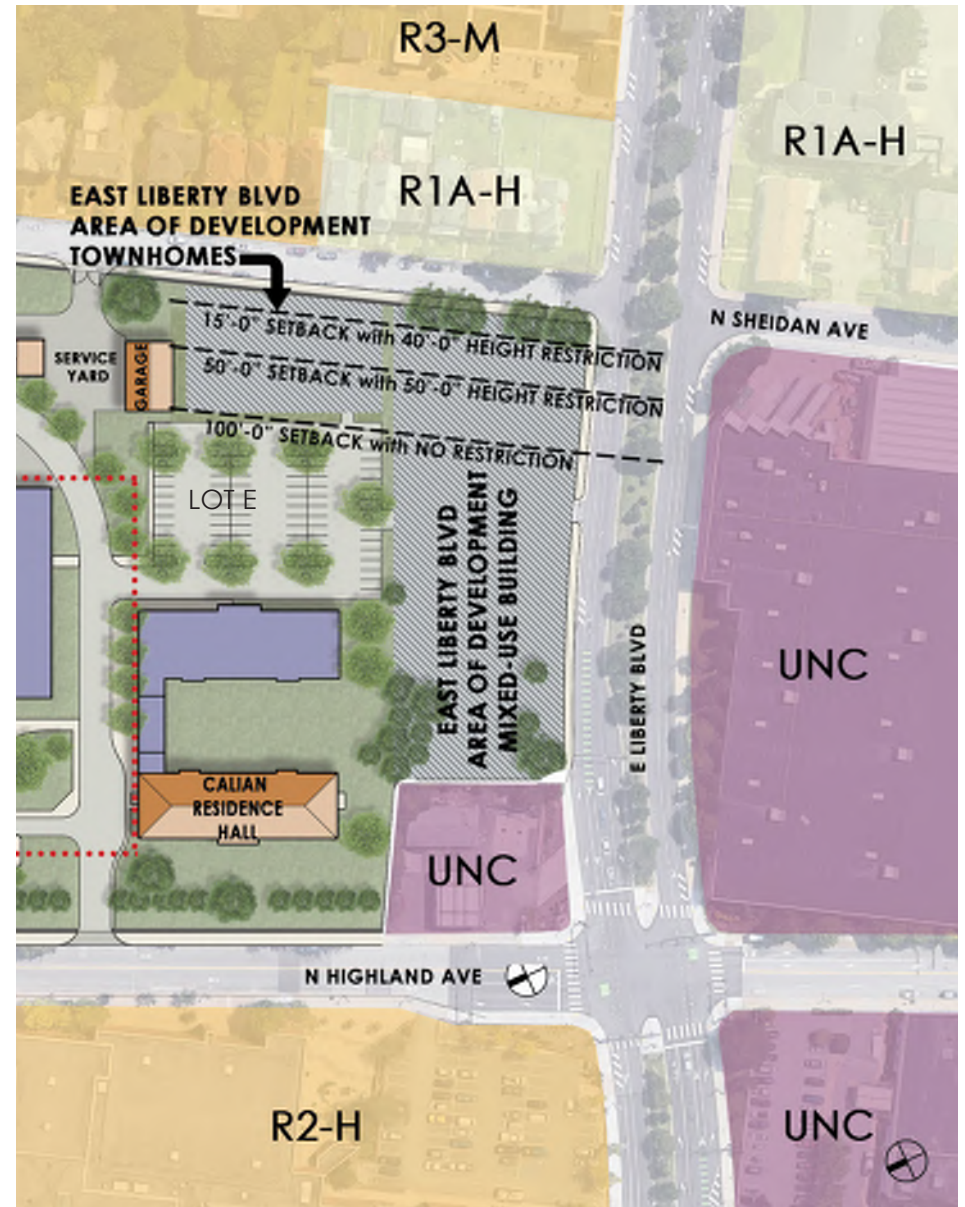 R3-M
R1A-H
R1A-H
EAST LIBERTY BLVD
AREA OF DEVELOPMENT
TOWNHOMES
N SHEIDAN AVE
15'-0" SETBACK with 40'-0" HEIGHT RESTRICTION
SERVICE
YARD
GARAGE
50'-0" SETBACK with 50'-0" HEIGHT RESTRICTION
100'-0" SETBACK with NO RESTRICTION
LOT E
EAST LIBERTY BLVD
AREA OF DEVELOPMENT
MIXED-USE BUILDING
E LIBERTY BLVD
UNC
CALIAN
RESIDENCE
HALL
UNC
N HIGHLAND AVE
R2-H
UNC